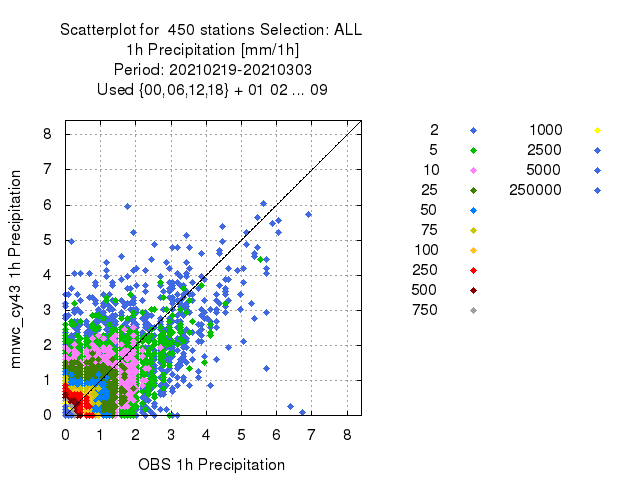 Scatterplot for 450 stations Selection: ALL
1h Precipitation [mm/1h]
Period: 20210219-20210303
Used {00,06,12,18} + 01 02 ... 09
mnwc_cy43 1h Precipitation
8
7
6
5
4
3
2
1
0
0 1 2 3 4 5 6 7 8
OBS 1h Precipitation
2 1000
5 2500
10 5000
25 250000
50
75
100
250
500
750